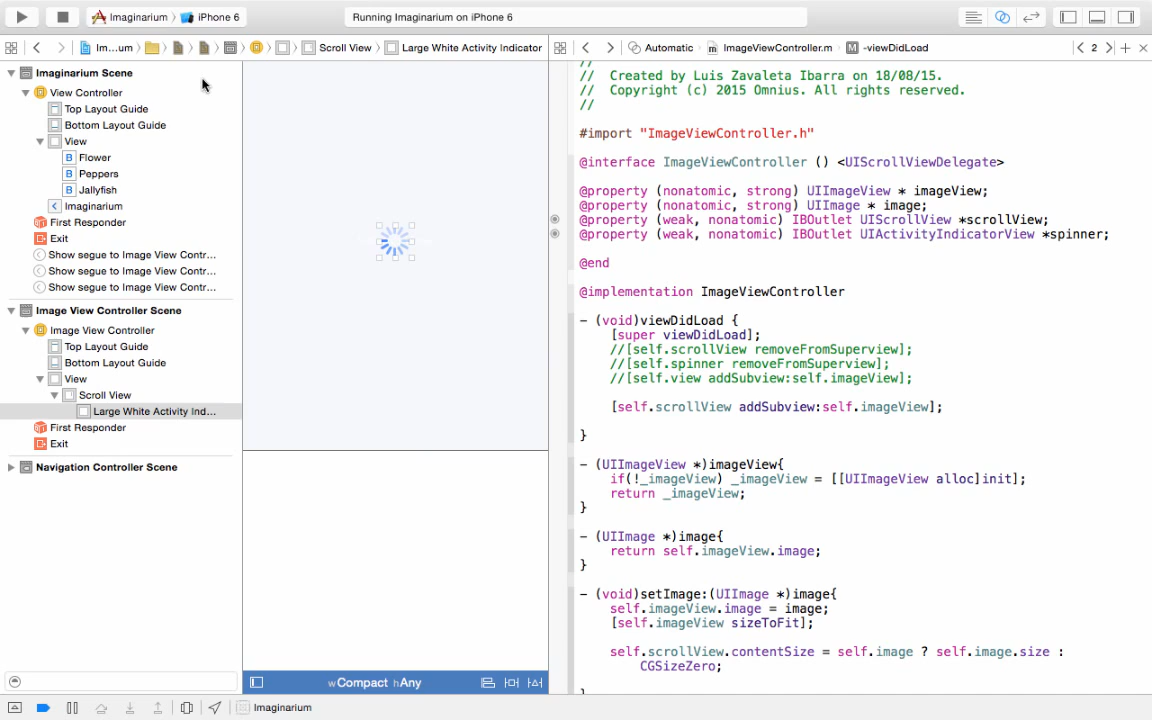 Imaginarium
iPhone 6
Running Imaginarium on iPhone 6
Im...um
Scroll View
Large White Activity Indicator
Automatic
ImageViewController.m
M
-viewDidLoad
2
Imaginarium Scene
View Controller
Top Layout Guide
Bottom Layout Guide
View
B Flower
B Peppers
B Jallyfish
Imaginarium
First Responder
Exit
Show segue to Image View Contr...
Show segue to Image View Contr...
Show segue to Image View Contr...
Image View Controller Scene
Image View Controller
Top Layout Guide
Bottom Layout Guide
View
Scroll View
Large White Activity Ind...
First Responder
Exit
Navigation Controller Scene
wCompact hAny
//
//  Created by Luis Zavaleta Ibarra on 18/08/15.
//  Copyright (c) 2015 Omnius. All rights reserved.
//
#import "ImageViewController.h"
@interface ImageViewController () <UIScrollViewDelegate>
@property (nonatomic, strong) UIImageView * imageView;
@property (nonatomic, strong) UIImage * image;
@property (weak, nonatomic) IBOutlet UIScrollView *scrollView;
@property (weak, nonatomic) IBOutlet UIActivityIndicatorView *spinner;
@end
@implementation ImageViewController
- (void)viewDidLoad {
[super viewDidLoad];
//[self.scrollView removeFromSuperview];
//[self.spinner removeFromSuperview];
//[self.view addSubview:self.imageView];
[self.scrollView addSubview:self.imageView];
}
- (UIImageView *)imageView{
if(!_imageView) _imageView = [[UIImageView alloc]init];
return _imageView;
}
- (UIImage *)image{
return self.imageView.image;
}
- (void)setImage:(UIImage *)image{
self.imageView.image = image;
[self.imageView sizeToFit];
self.scrollView.contentSize = self.image ? self.image.size :
CGSizeZero;
}
Imaginarium